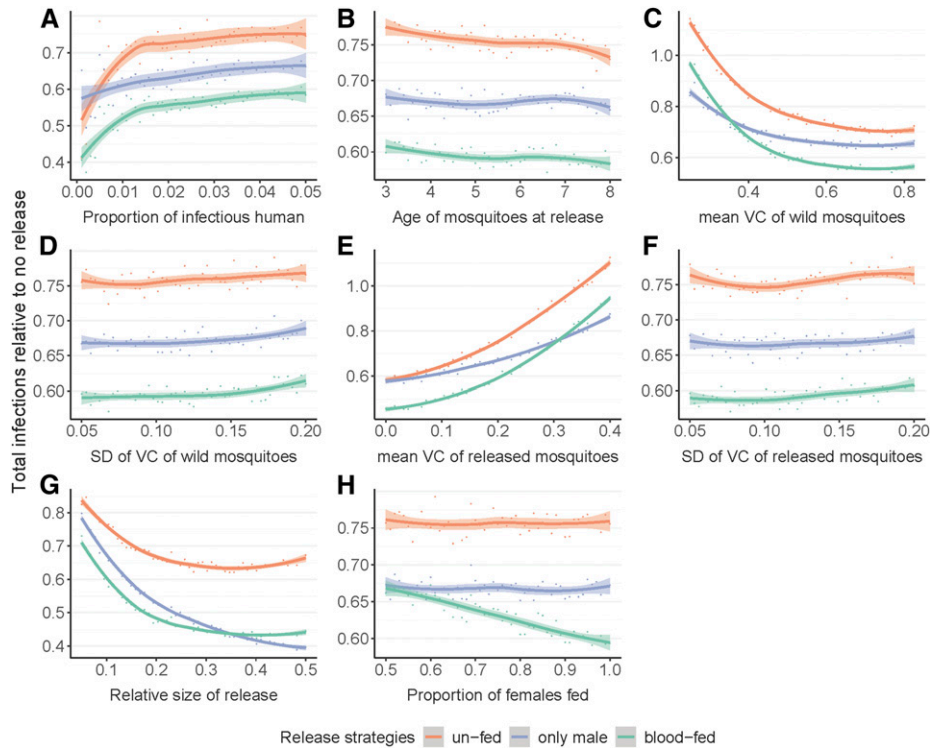 A
B
C
0.7
0.6
0.5
0.4
0.00 0.01 0.02 0.03 0.04 0.05
Proportion of infectious human
0.75
0.70
0.65
0.60
3 4 5 6 7 8
Age of mosquitoes at release
1.0
0.8
0.6
0.4 0.6 0.8
mean VC of wild mosquitoes
Total infections relative to no release
D
E
F
0.75
0.70
0.65
0.60
0.05 0.10 0.15 0.20
SD of VC of wild mosquitoes
1.0
0.8
0.6
0.0 0.1 0.2 0.3 0.4
mean VC of released mosquitoes
0.75
0.70
0.65
0.60
0.05 0.10 0.15 0.20
SD of VC of released mosquitoes
G
H
0.8
0.7
0.6
0.5
0.4
0.1 0.2 0.3 0.4 0.5
Relative size of release
0.75
0.70
0.65
0.60
0.5 0.6 0.7 0.8 0.9 1.0
Proportion of females fed
Release strategies un−fed only male blood−fed